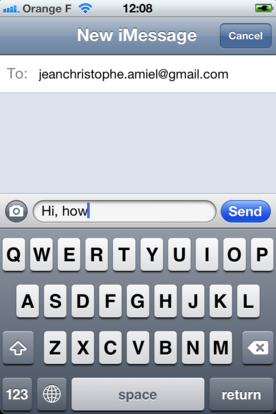 Orange F 12:08
New iMessage Cancel
To: jeanchristophe.amiel@gmail.com
Hi, how Send
Q W E R T Y U I O P
A S D F G H J K L
Z X C V B N M
123 space return